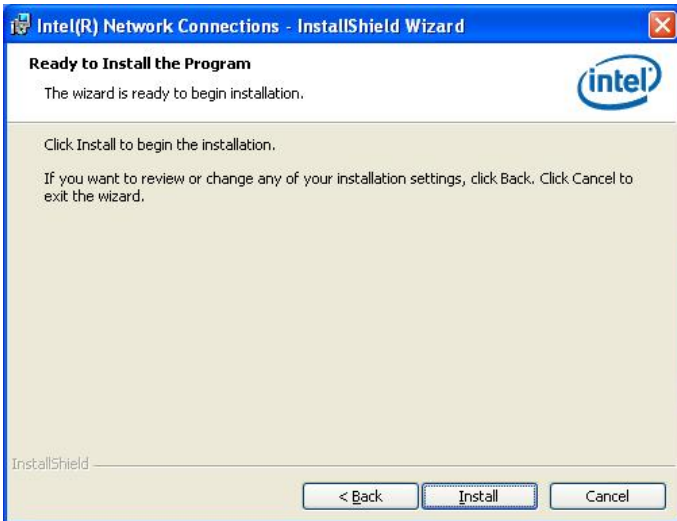 Intel(R) Network Connections - InstallShield Wizard
Ready to Install the Program
The wizard is ready to begin installation.
intel
Click Install to begin the installation.
If you want to review or change any of your installation settings, click Back. Click Cancel to
exit the wizard.
InstallShield
< Back
Install
Cancel